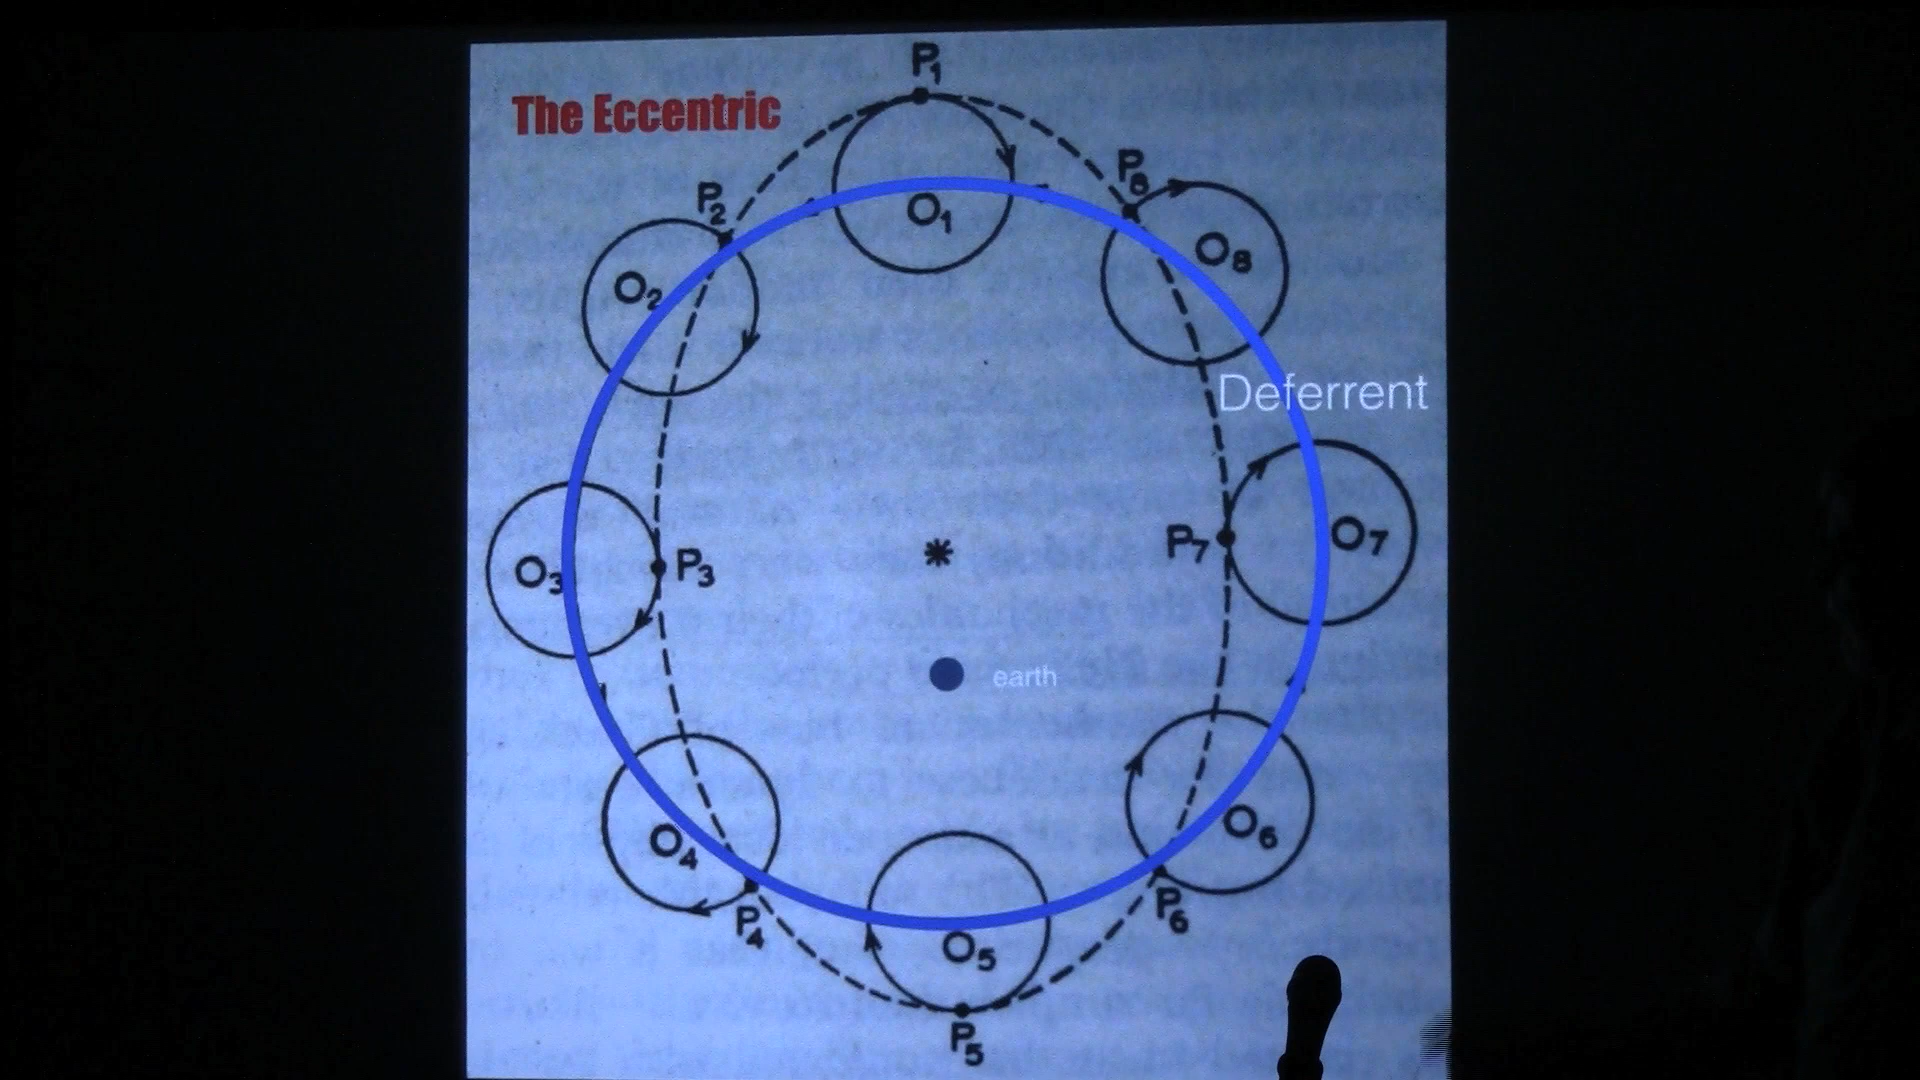 P1
The Eccentric
P8
P2
O1
O8
O2
Deferrent
P7
O7
O3
P3
earth
O6
O4
P6
P4
O5
P5